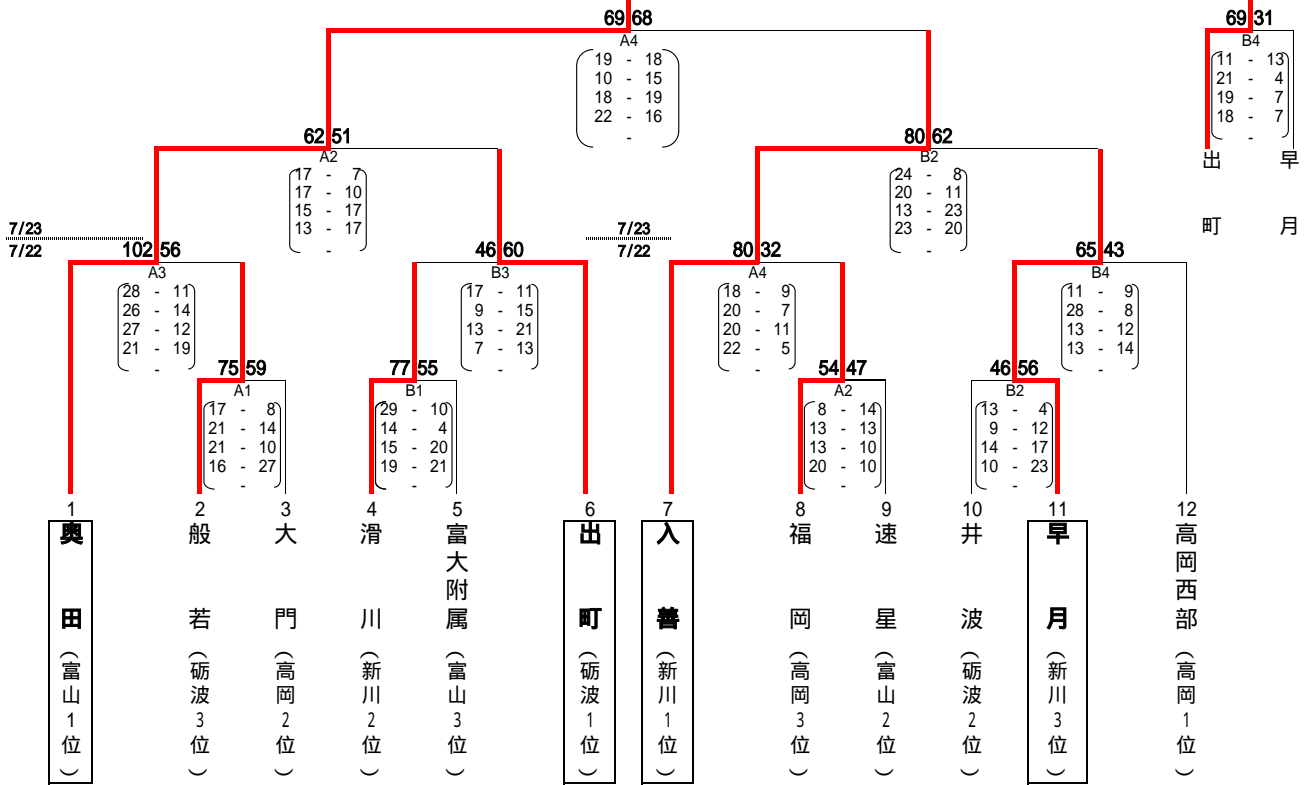 69 68
69 31
A4
B4
19 - 18
10 - 15
18 - 19
22 - 16
-
11 - 13
21 - 4
19 - 7
18 - 7
-
出町
早月
62 51
80 62
A2
B2
17 - 7
17 - 10
15 - 17
13 - 17
-
24 - 8
20 - 11
13 - 23
23 - 20
-
7/23
7/22
7/23
7/22
102 56
46 60
80 32
65 43
A3
B3
A4
B4
28 - 11
26 - 14
27 - 12
21 - 19
-
17 - 11
9 - 15
13 - 21
7 - 13
-
18 - 9
20 - 7
20 - 11
22 - 5
-
11 - 9
28 - 8
13 - 12
13 - 14
-
75 59
77 55
54 47
46 56
A1
B1
A2
B2
17 - 8
21 - 14
21 - 10
16 - 27
-
29 - 10
14 - 4
15 - 20
19 - 21
-
8 - 14
13 - 13
13 - 10
20 - 10
-
13 - 4
9 - 12
14 - 17
10 - 23
-
1
奥田(富山1位)
2
般若(砺波3位)
3
大門(高岡2位)
4
滑川(新川2位)
5
富大附属(富山3位)
6
出町(砺波1位)
7
入善(新川1位)
8
福岡(高岡3位)
9
速星(富山2位)
10
井波(砺波2位)
11
早月(新川3位)
12
高岡西部(高岡1位)